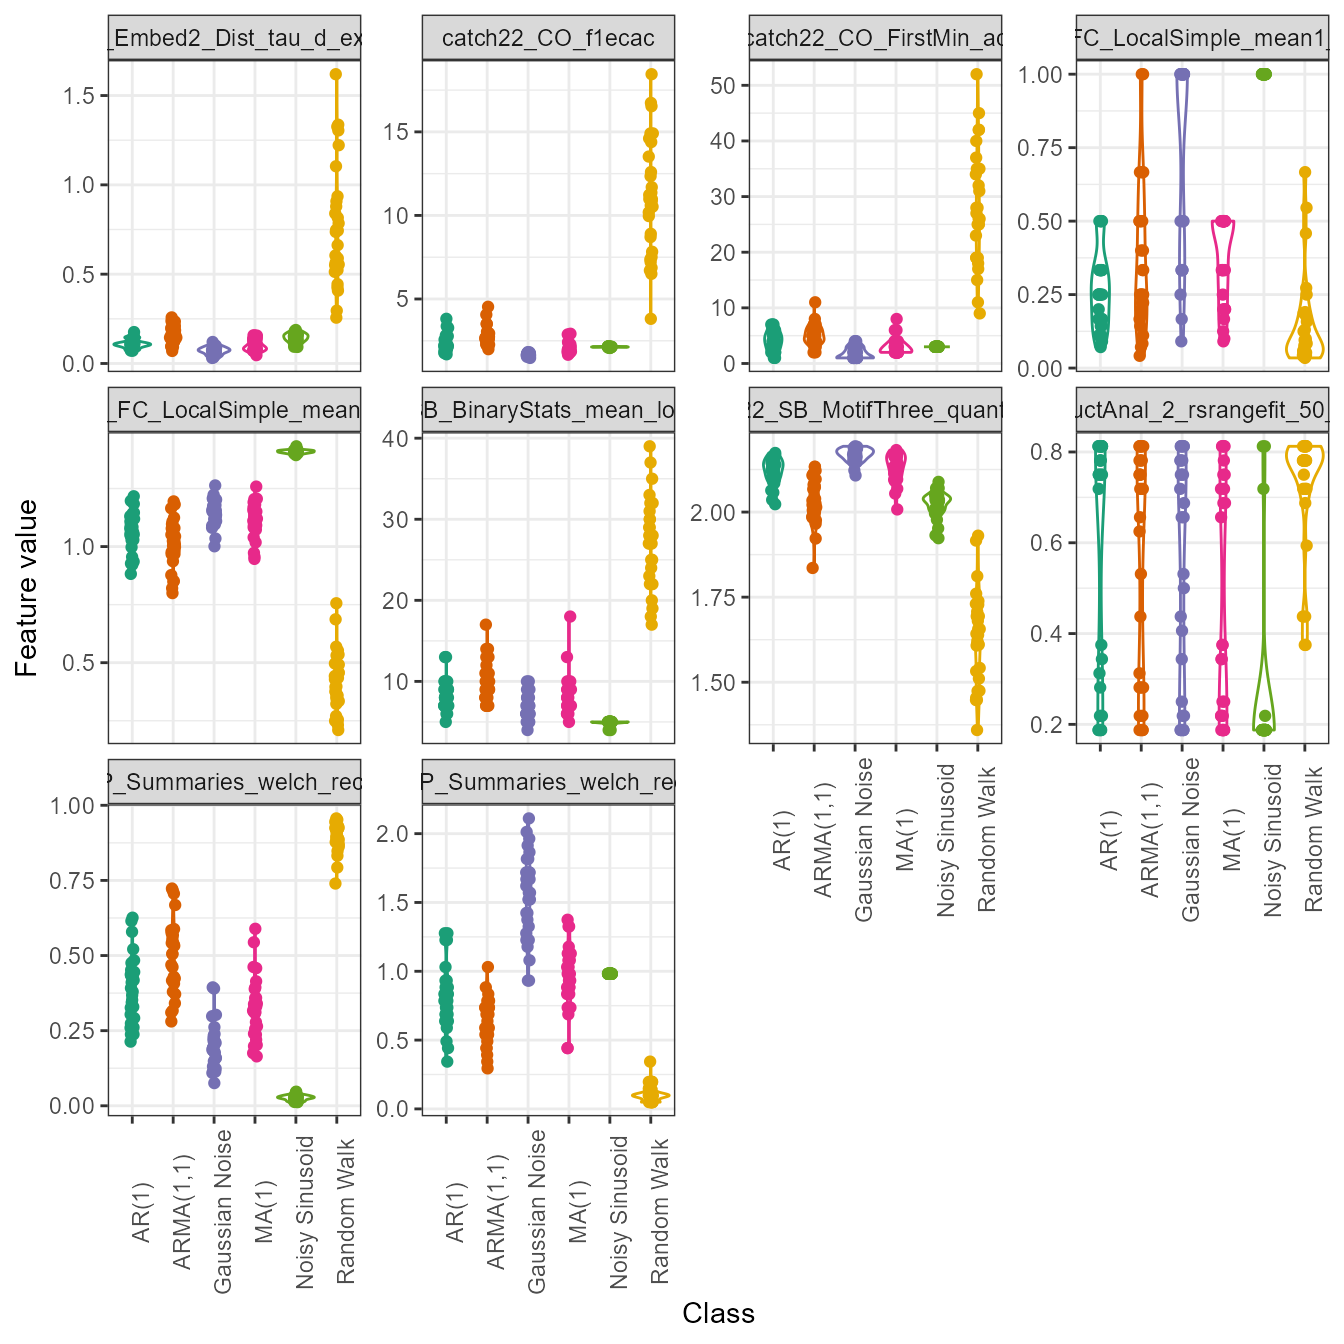 _Embed2_Dist_tau_d_ex
catch22_CO_f1ecac
catch22_CO_FirstMin_ac
FC_LocalSimple_mean1_
1.5
1.0
0.5
0.0
15
10
5
50
40
30
20
10
0
1.00
0.75
0.50
0.25
0.00
_FC_LocalSimple_mean
B_BinaryStats_mean_lo
22_SB_MotifThree_quant
uctAnal_2_rsrangefit_50_
1.0
0.5
40
30
20
10
2.00
1.75
1.50
0.8
0.6
0.4
0.2
AR(1)
ARMA(1,1)
Gaussian Noise
MA(1)
Noisy Sinusoid
Random Walk
AR(1)
ARMA(1,1)
Gaussian Noise
MA(1)
Noisy Sinusoid
Random Walk
P_Summaries_welch_rec
P_Summaries_welch_rec
1.00
0.75
0.50
0.25
0.00
2.0
1.5
1.0
0.5
0.0
AR(1)
ARMA(1,1)
Gaussian Noise
MA(1)
Noisy Sinusoid
Random Walk
AR(1)
ARMA(1,1)
Gaussian Noise
MA(1)
Noisy Sinusoid
Random Walk
Feature value
Class